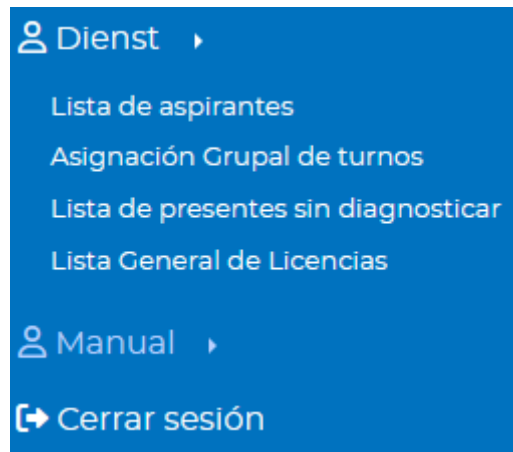 Dienst
Lista de aspirantes
Asignación Grupal de turnos
Lista de presentes sin diagnosticar
Lista General de Licencias
Manual
Cerrar sesión